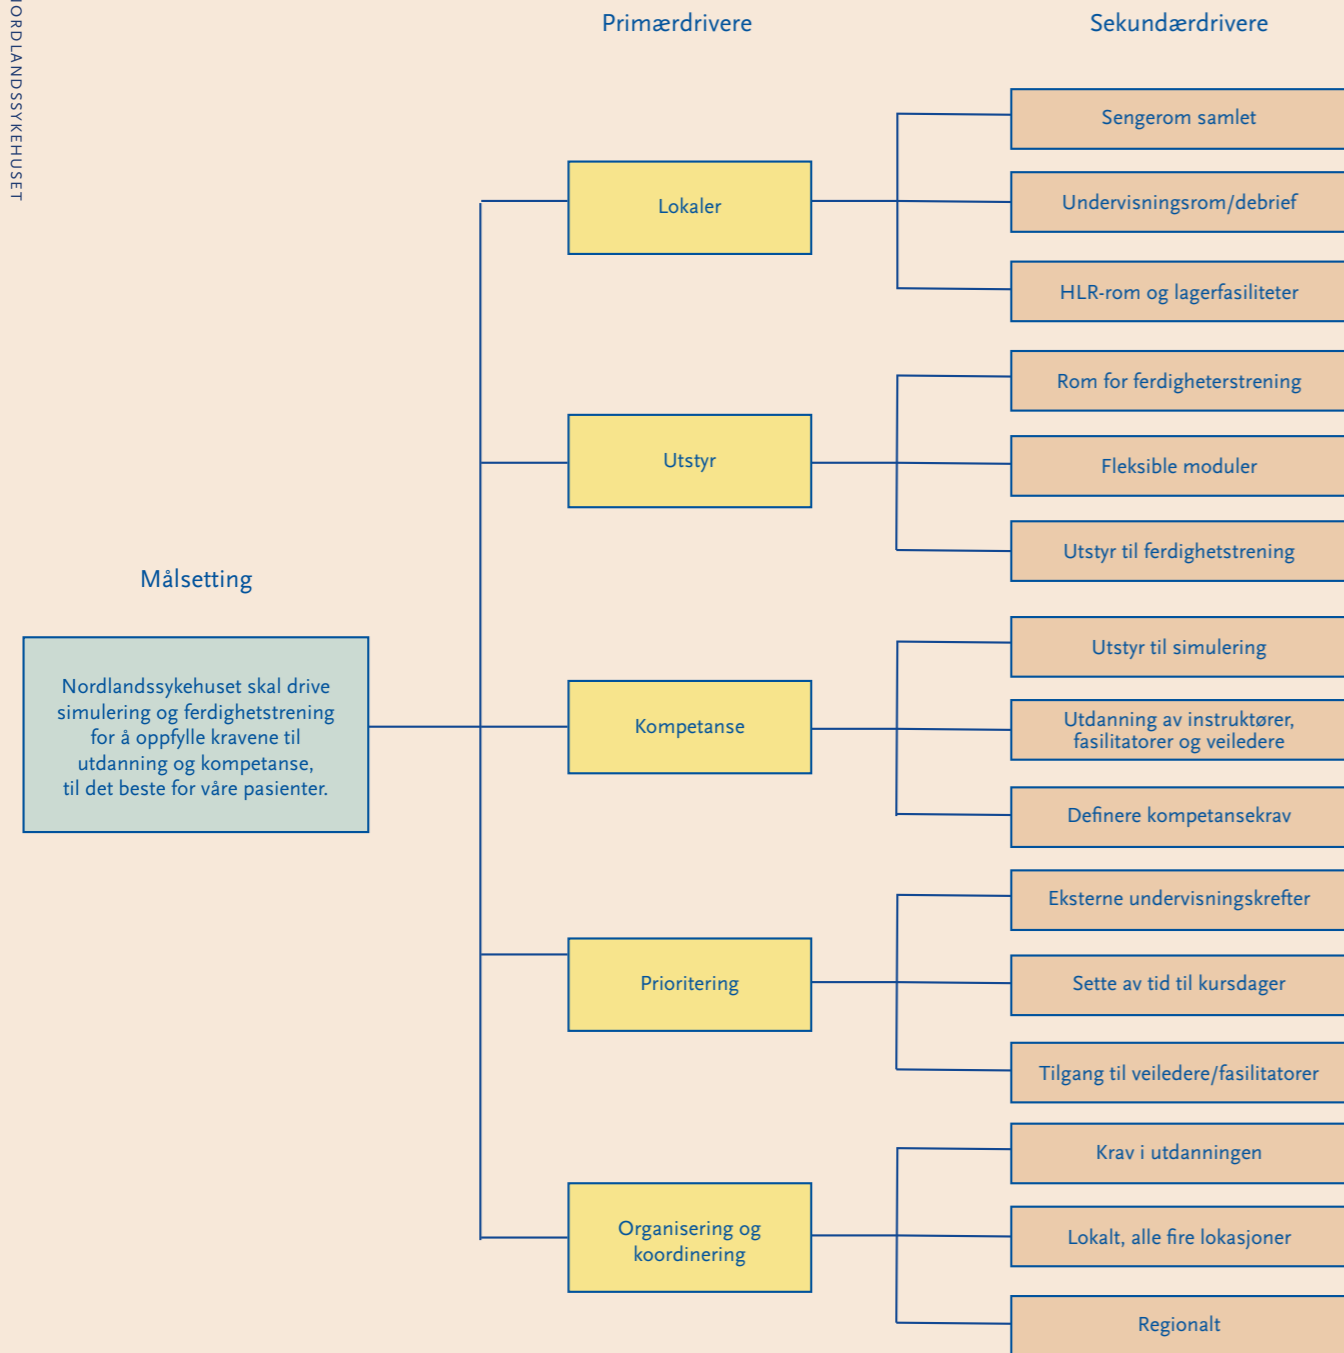 NORDLANDSSYKEHUSET
Primærdrivere
Sekundærdrivere
Målsetting
Nordlandssykehuset skal drive
simulering og ferdighetstrening
for å oppfylle kravene til
utdanning og kompetanse,
til det beste for våre pasienter.
Lokaler
Sengerom samlet
Undervisningsrom/debrief
HLR-rom og lagerfasiliteter
Utstyr
Rom for ferdigheterstrening
Fleksible moduler
Utstyr til ferdighetstrening
Kompetanse
Utstyr til simulering
Utdanning av instruktører,
fasilitatorer og veiledere
Definere kompetansekrav
Prioritering
Eksterne undervisningskrefter
Sette av tid til kursdager
Tilgang til veiledere/fasilitatorer
Organisering og
koordinering
Krav i utdanningen
Lokalt, alle fire lokasjoner
Regionalt